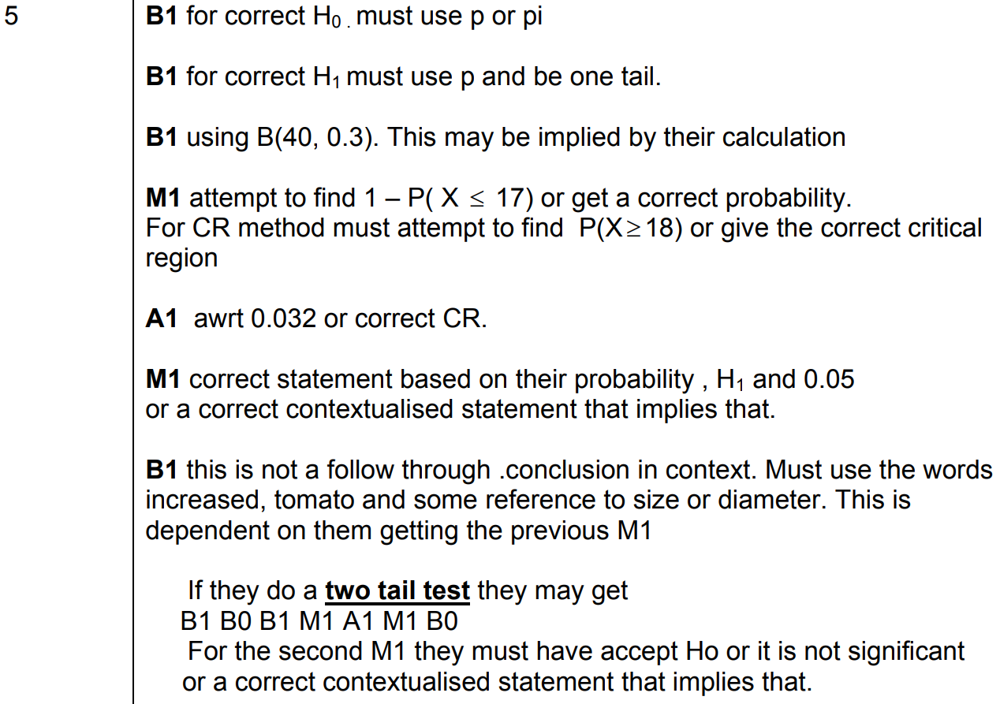 5
B1 for correct H₀ . must use p or pi
B1 for correct H₁ must use p and be one tail.
B1 using B(40, 0.3). This may be implied by their calculation
M1 attempt to find 1 – P( X ≤ 17) or get a correct probability.
For CR method must attempt to find P(X≥18) or give the correct critical
region
A1 awrt 0.032 or correct CR.
M1 correct statement based on their probability , H₁ and 0.05
or a correct contextualised statement that implies that.
B1 this is not a follow through .conclusion in context. Must use the words
increased, tomato and some reference to size or diameter. This is
dependent on them getting the previous M1
If they do a two tail test they may get
B1 B0 B1 M1 A1 M1 B0
For the second M1 they must have accept Ho or it is not significant
or a correct contextualised statement that implies that.